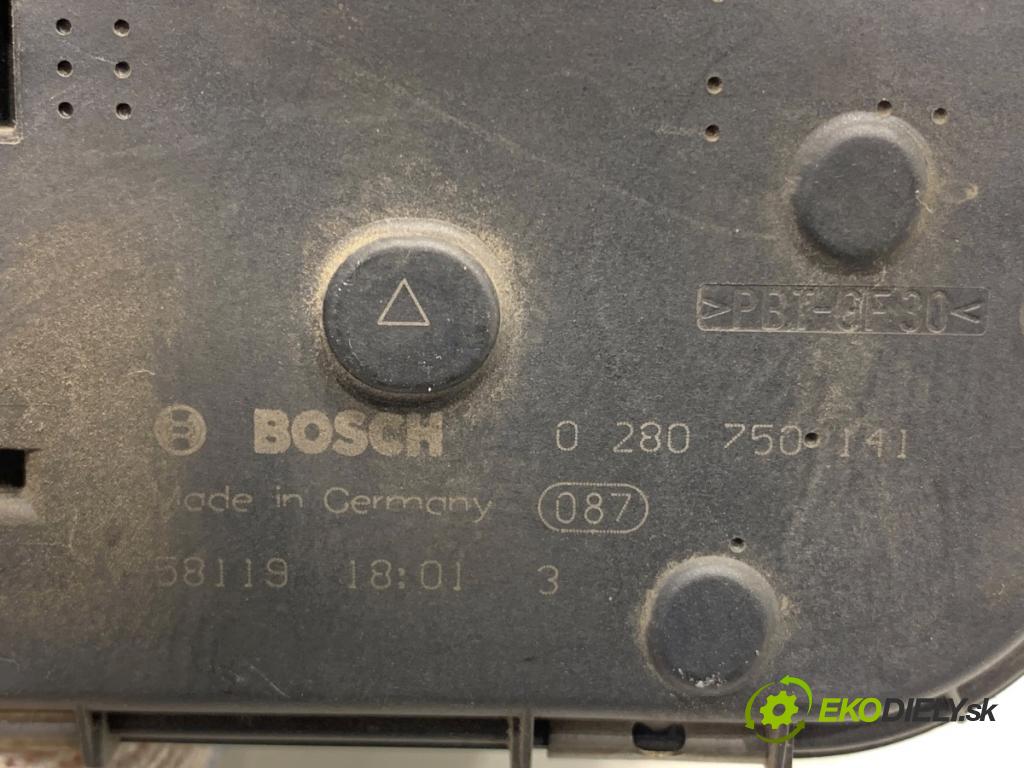 >PBT-GF30<
BOSCH 0 280 750 141
Made in Germany 087
58119 18:01 3
EKODIELY.sk